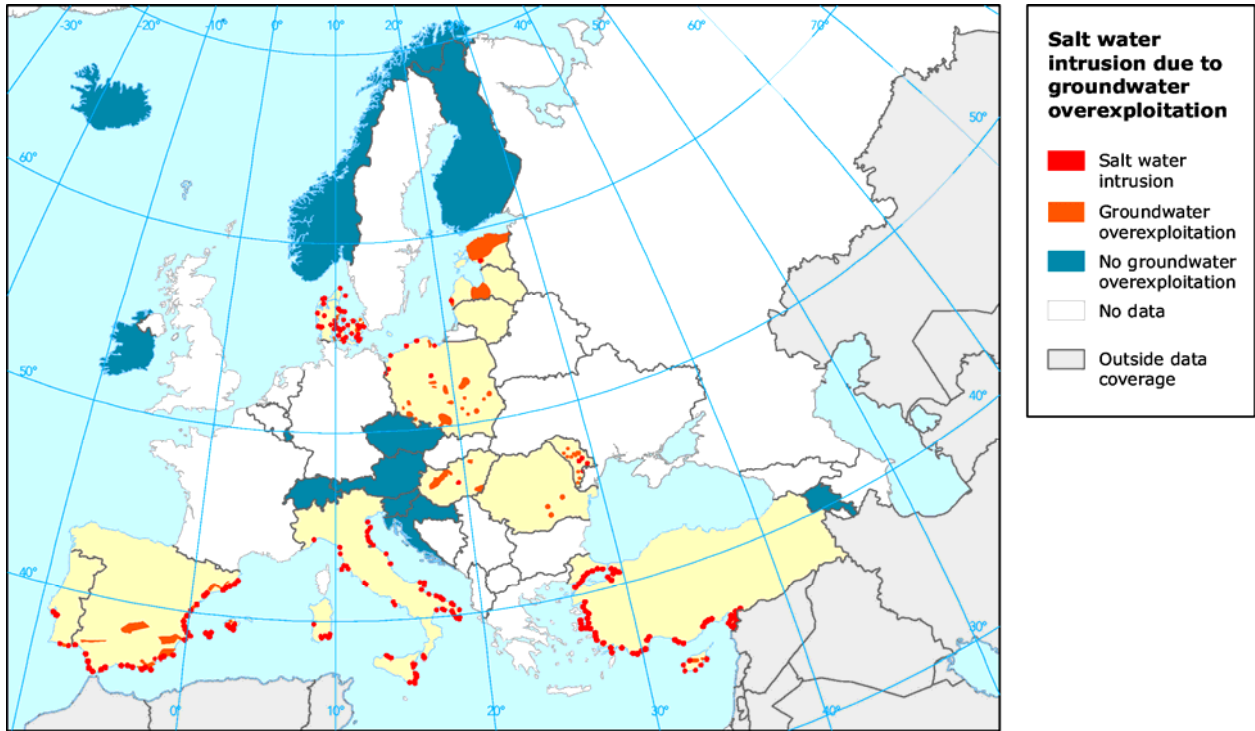 -30°
-20°
-10°
0°
10°
20°
30°
40°
50°
60°
70°
60°
50°
50°
40°
40°
30°
0°
10°
20°
30°
40°
Salt water
intrusion due to
groundwater
overexploitation
Salt water
intrusion
Groundwater
overexploitation
No groundwater
overexploitation
No data
Outside data
coverage